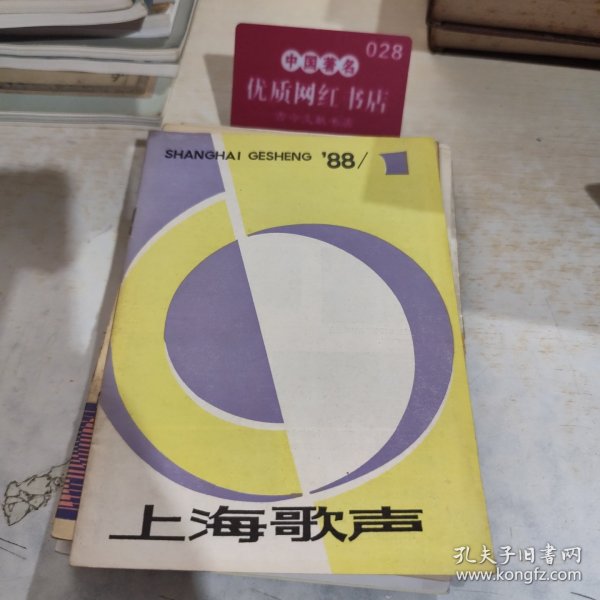 028
中国著名
优质网红书店
SHANGHAI GESHENG '88/1
上海歌声
孔夫子旧书网
www.kongfz.com